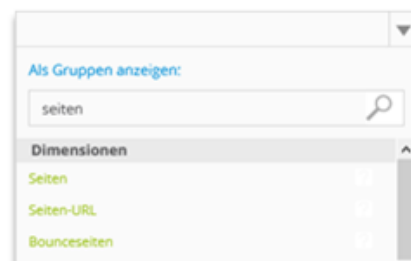 Als Gruppen anzeigen:
seiten
Dimensionen
Seiten
Seiten-URL
Bounceseiten